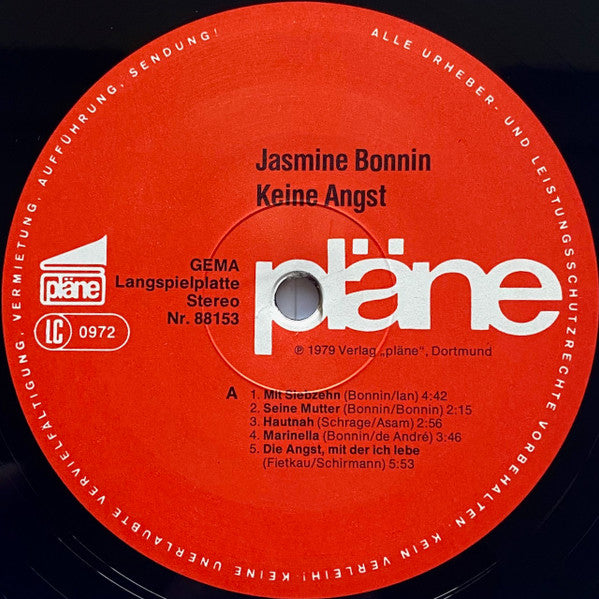 ALLE URHEBER- UND LEISTUNGSSCHUTZRECHTE VORBEHALTEN. KEIN VERLEIH! KEINE UNERLAUBTE VERVIELFÄLTIGUNG, VERMIETUNG, AUFFÜHRUNG, SENDUNG!
Jasmine Bonnin
Keine Angst
pläne
GEMA
Langspielplatte
Stereo
Nr. 88153
LC 0972
pläne
℗ 1979 Verlag „pläne", Dortmund
A
1. Mit Siebzehn (Bonnin/Ian) 4:42
2. Seine Mutter (Bonnin/Bonnin) 2:15
3. Hautnah (Schrage/Asam) 2:56
4. Marinella (Bonnin/de André) 3:46
5. Die Angst, mit der ich lebe
(Fietkau/Schirmann) 5:53